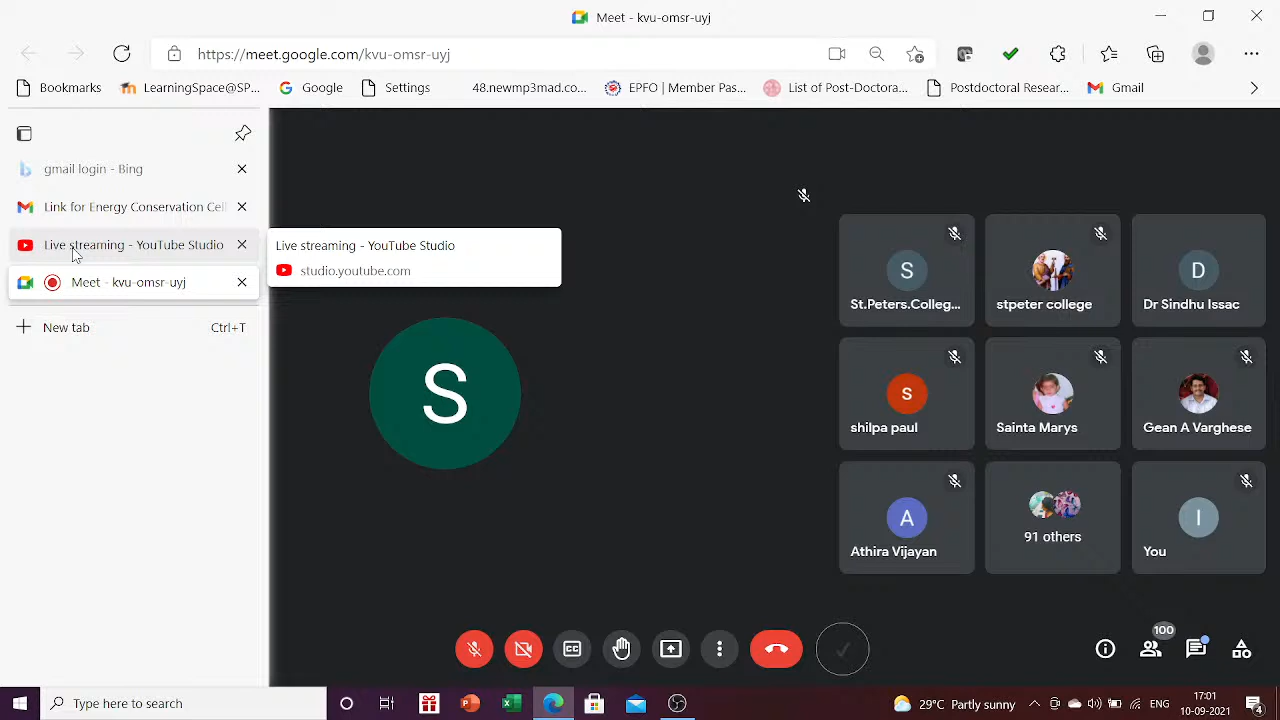 Meet - kvu-omsr-uyj
https://meet.google.com/kvu-omsr-uyj
Bookmarks
LearningSpace@SP...
Google
Settings
48.newmp3mad.co...
EPFO | Member Pas...
List of Post-Doctora...
Postdoctoral Resear...
Gmail
gmail login - Bing
Link for Energy Conservation Cell
Live streaming - YouTube Studio
Live streaming - YouTube Studio
studio.youtube.com
Meet - kvu-omsr-uyj
New tab
Ctrl+T
S
S
St.Peters.Colleg...
stpeter college
D
Dr Sindhu Issac
s
shilpa paul
Sainta Marys
Gean A Varghese
A
Athira Vijayan
91 others
I
You
CC
100
Type here to search
29°C Partly sunny
ENG
17:01
10-09-2021
4